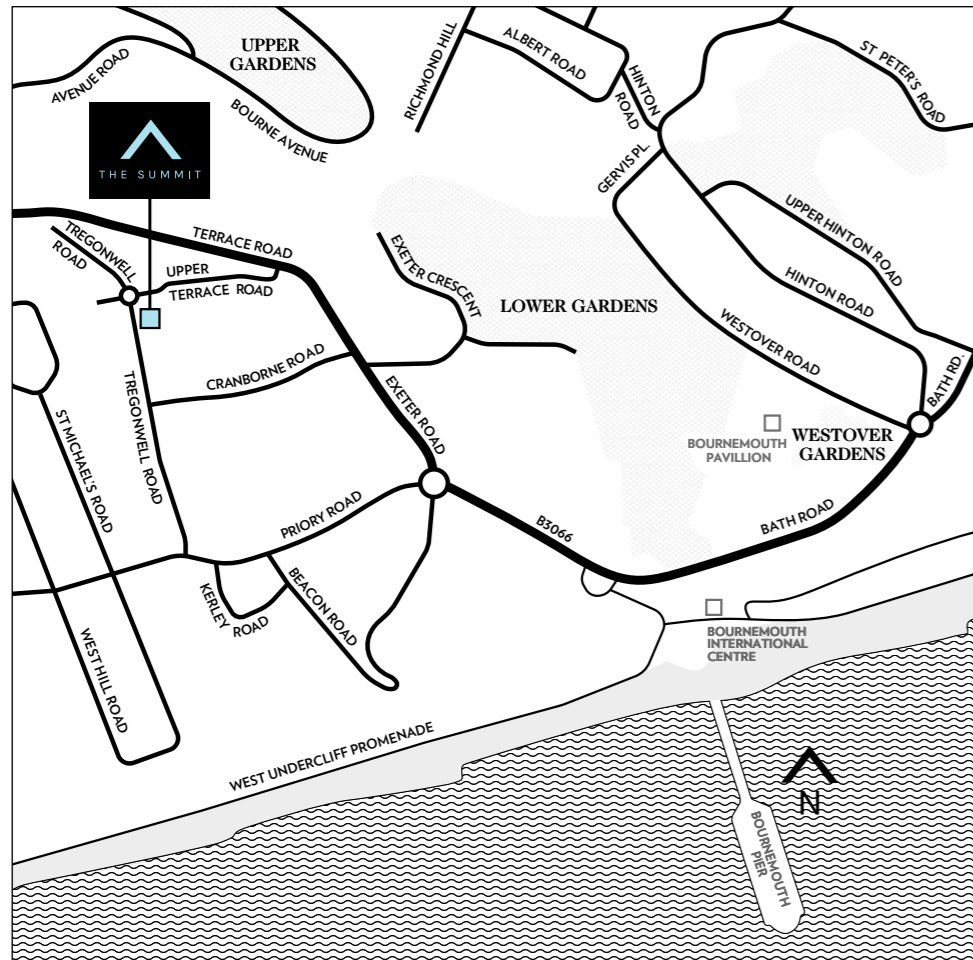 UPPER
GARDENS
AVENUE ROAD
BOURNE AVENUE
RICHMOND HILL
ALBERT ROAD
HINTON
ROAD
ST PETER'S ROAD
THE SUMMIT
GERVIS PL.
TREGONWELL
ROAD
TERRACE ROAD
UPPER
TERRACE ROAD
EXETER CRESCENT
LOWER GARDENS
UPPER HINTON ROAD
HINTON ROAD
WESTOVER ROAD
CRANBORNE ROAD
EXETER ROAD
BATH RD.
TREGONWELL ROAD
ST MICHAEL'S ROAD
BOURNEMOUTH
PAVILLION
WESTOVER
GARDENS
PRIORY ROAD
B3066
BATH ROAD
KERLEY
ROAD
BEACON ROAD
WEST HILL ROAD
BOURNEMOUTH
INTERNATIONAL
CENTRE
WEST UNDERCLIFF PROMENADE
N
BOURNEMOUTH
PIER